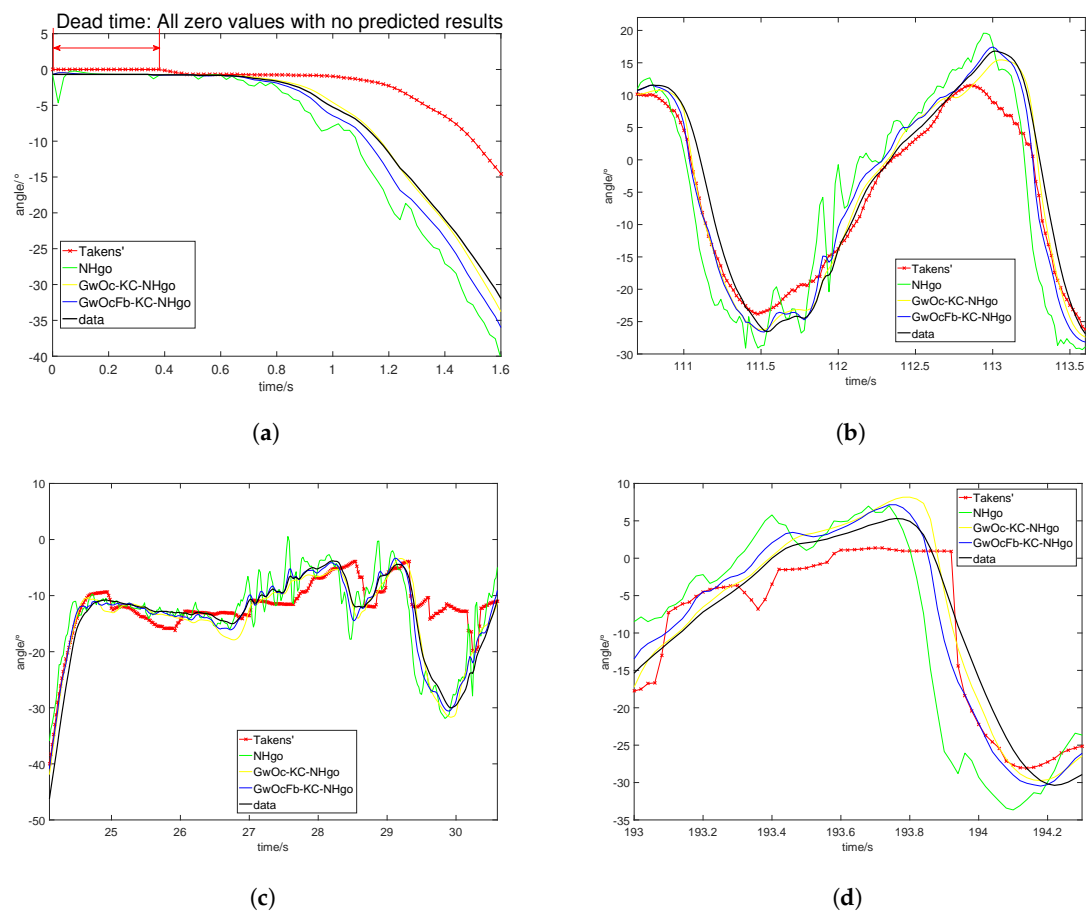 Dead time: All zero values with no predicted results
0
-5
-10
-15
-20
-25
-30
-35
-40
angle/°
Takens'
NHgo
GwOc-KC-NHgo
GwOcFb-KC-NHgo
data
0 0.2 0.4 0.6 0.8 1 1.2 1.4 1.6
time/s
(a)
20
15
10
5
0
-5
-10
-15
-20
-25
-30
angle/°
Takens'
NHgo
GwOc-KC-NHgo
GwOcFb-KC-NHgo
data
111 111.5 112 112.5 113 113.5
time/s
(b)
10
0
-10
-20
-30
-40
-50
angle/°
Takens'
NHgo
GwOc-KC-NHgo
GwOcFb-KC-NHgo
data
25 26 27 28 29 30
time/s
(c)
10
5
0
-5
-10
-15
-20
-25
-30
-35
angle/°
Takens'
NHgo
GwOc-KC-NHgo
GwOcFb-KC-NHgo
data
193 193.2 193.4 193.6 193.8 194 194.2
time/s
(d)